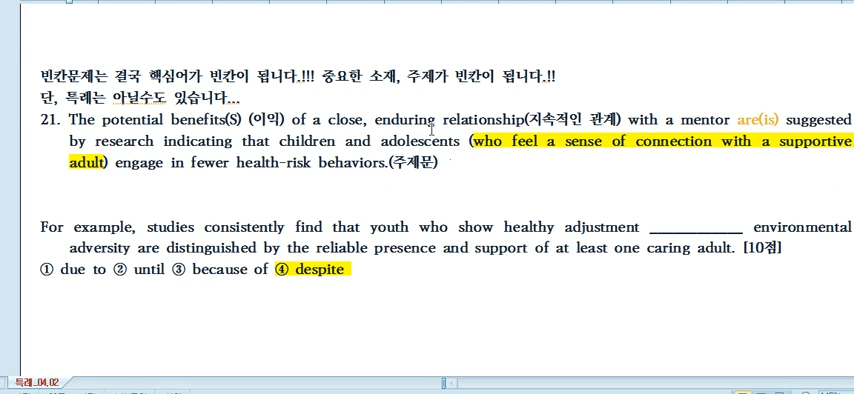 빈칸문제는 결국 핵심어가 빈칸이 됩니다.!!! 중요한 소재, 주제가 빈칸이 됩니다.!!
단, 특례는 아닐수도 있습니다...
21. The potential benefits(S) (이익) of a close, enduring relationship(지속적인 관계) with a mentor are(is) suggested
by research indicating that children and adolescents (who feel a sense of connection with a supportive
adult) engage in fewer health-risk behaviors.(주제문)
For example, studies consistently find that youth who show healthy adjustment ____________ environmental
adversity are distinguished by the reliable presence and support of at least one caring adult. [10점]
① due to ② until ③ because of ④ despite
특례_04.02